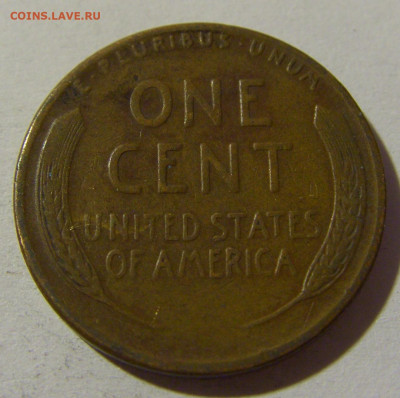 COINS.LAVE.RU
E·PLURIBUS·UNUM
ONE
CENT
UNITED STATES
OF AMERICA